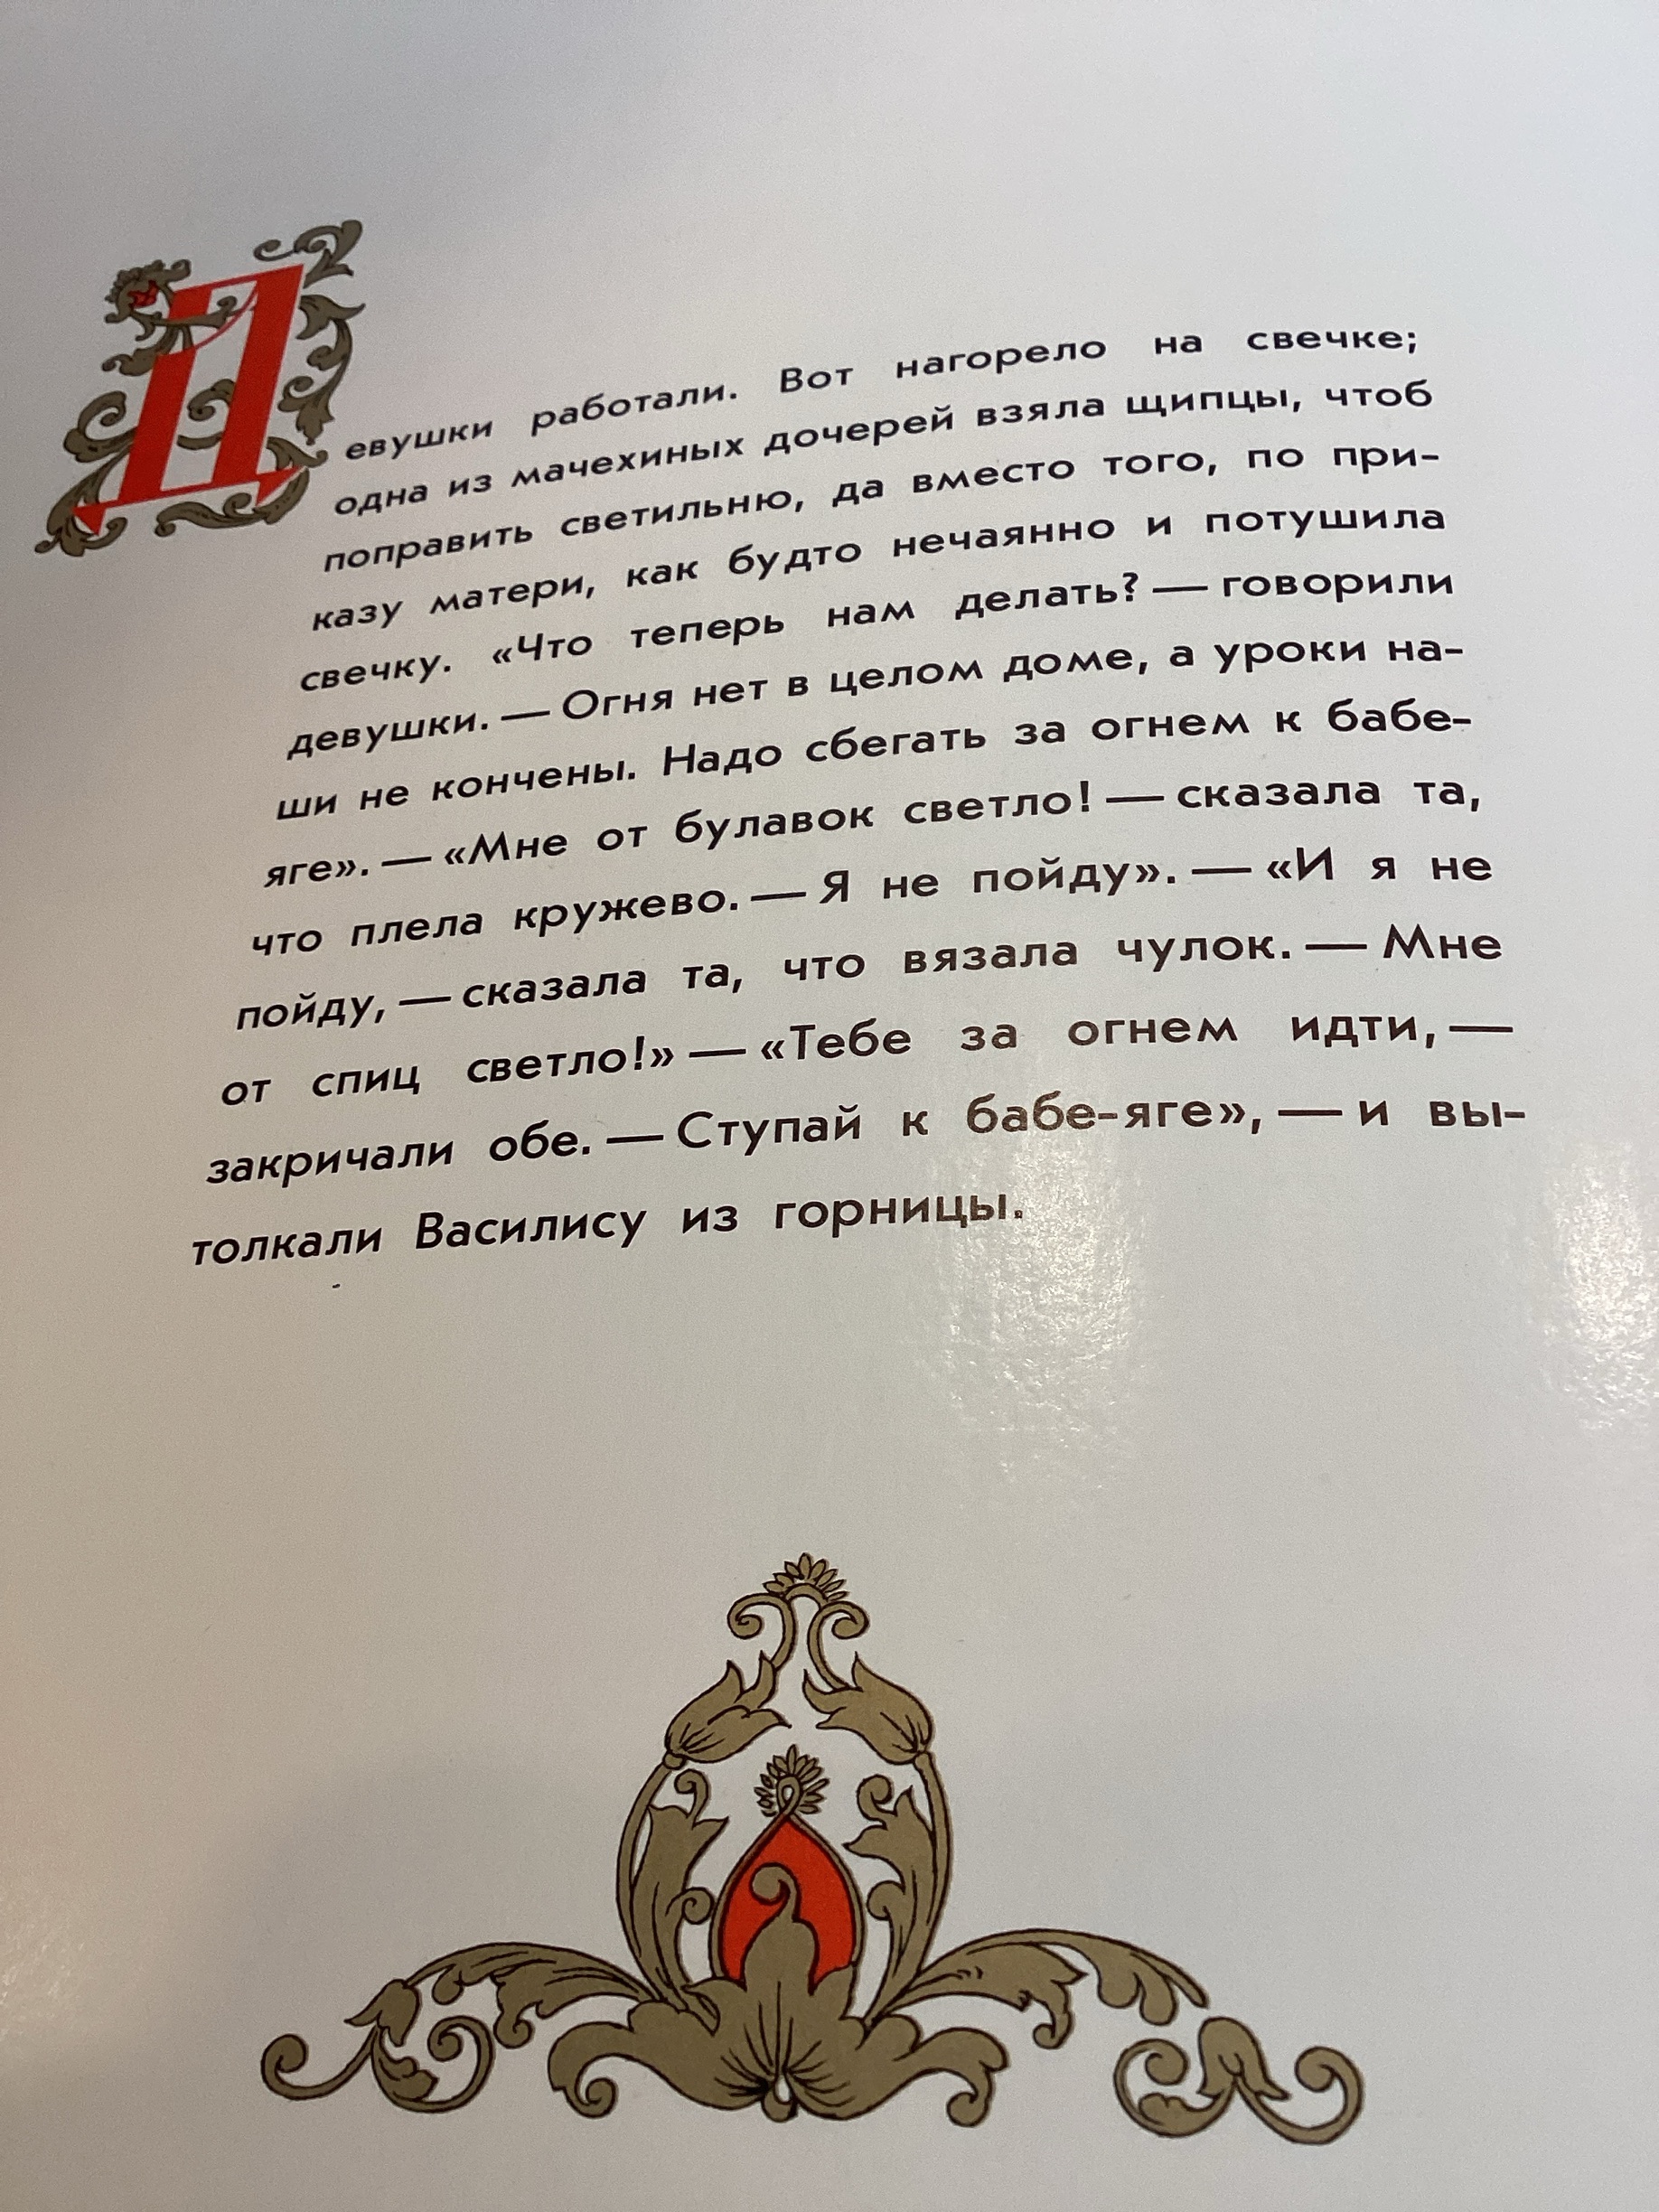 Девушки работали. Вот нагорело на свечке;
одна из мачехиных дочерей взяла щипцы, чтоб
поправить светильню, да вместо того, по при-
казу матери, как будто нечаянно и потушила
свечку. «Что теперь нам делать? — говорили
девушки. — Огня нет в целом доме, а уроки на-
ши не кончены. Надо сбегать за огнем к бабе-
яге». — «Мне от булавок светло! — сказала та,
что плела кружево. — Я не пойду». — «И я не
пойду, — сказала та, что вязала чулок. — Мне
от спиц светло!» — «Тебе за огнем идти, —
закричали обе. — Ступай к бабе-яге», — и вы-
толкали Василису из горницы.